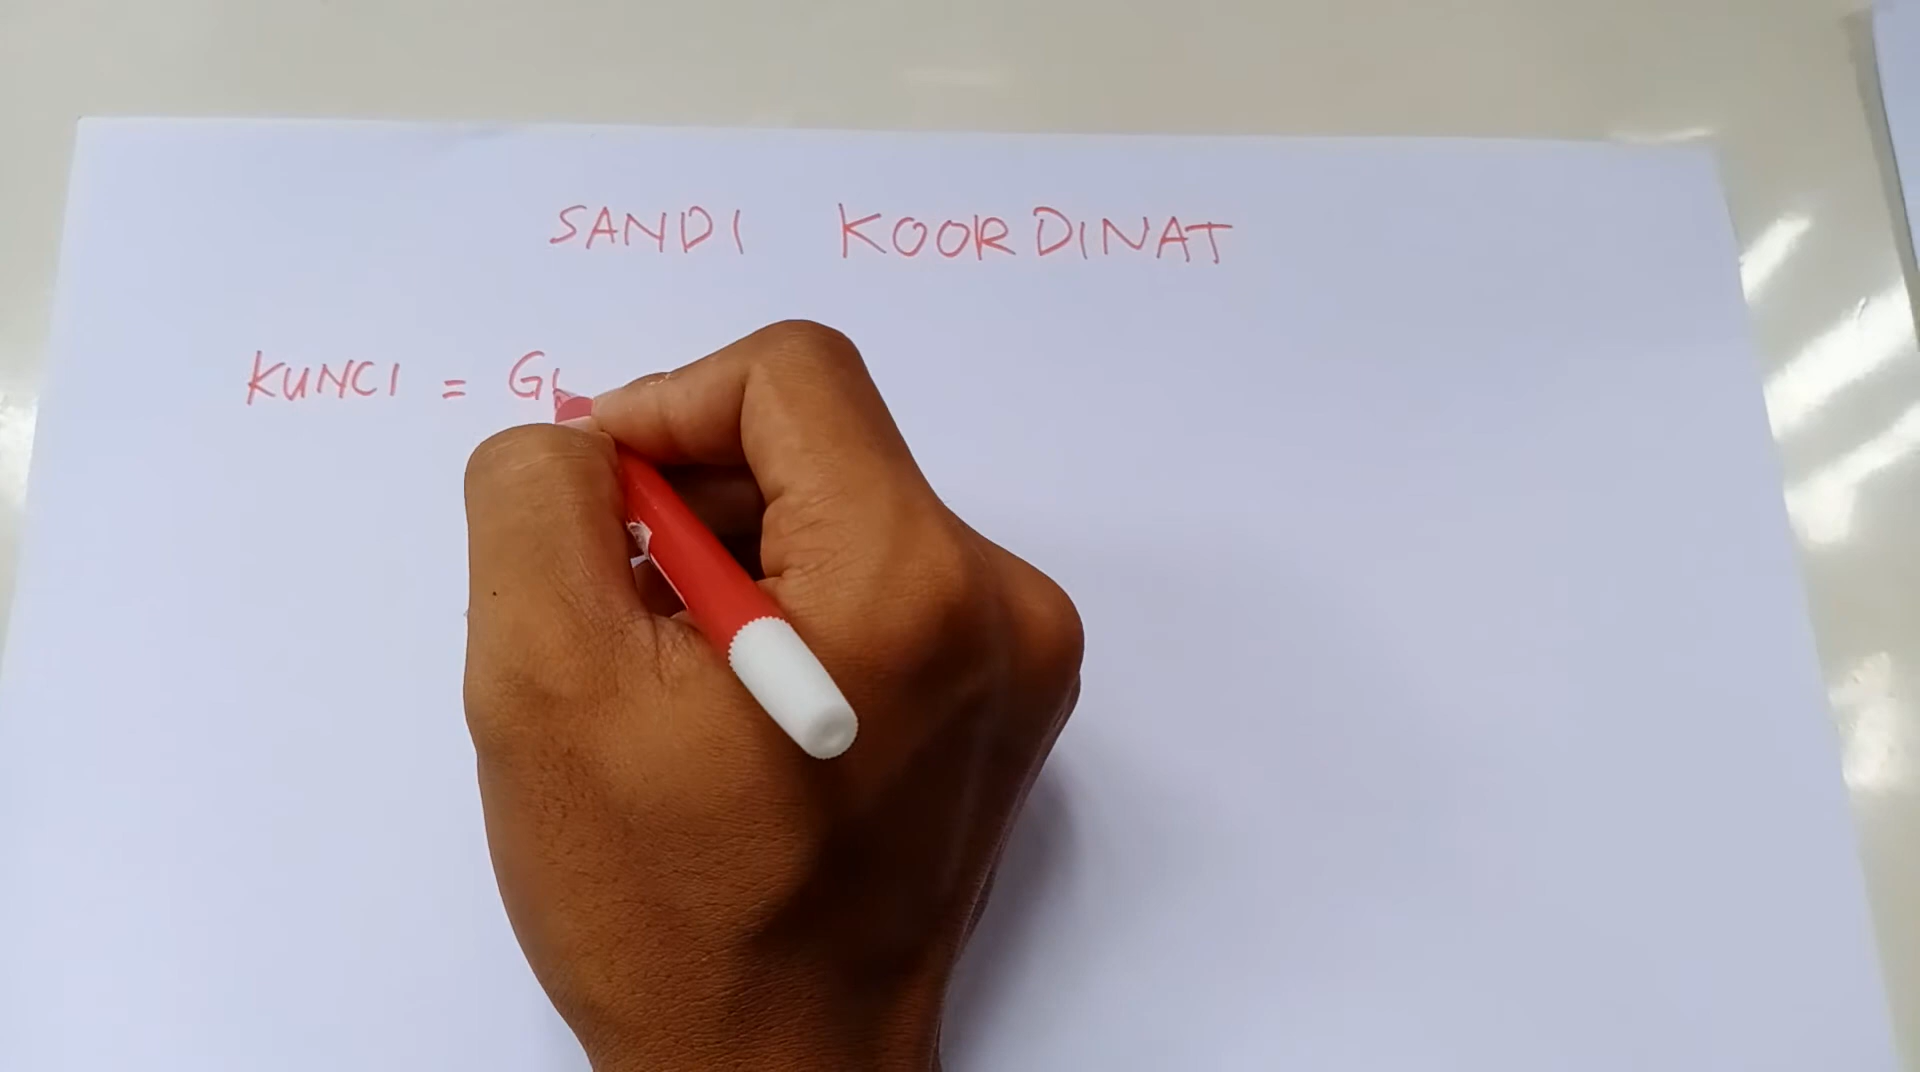 SANDI KOORDINAT
KUNCI = G